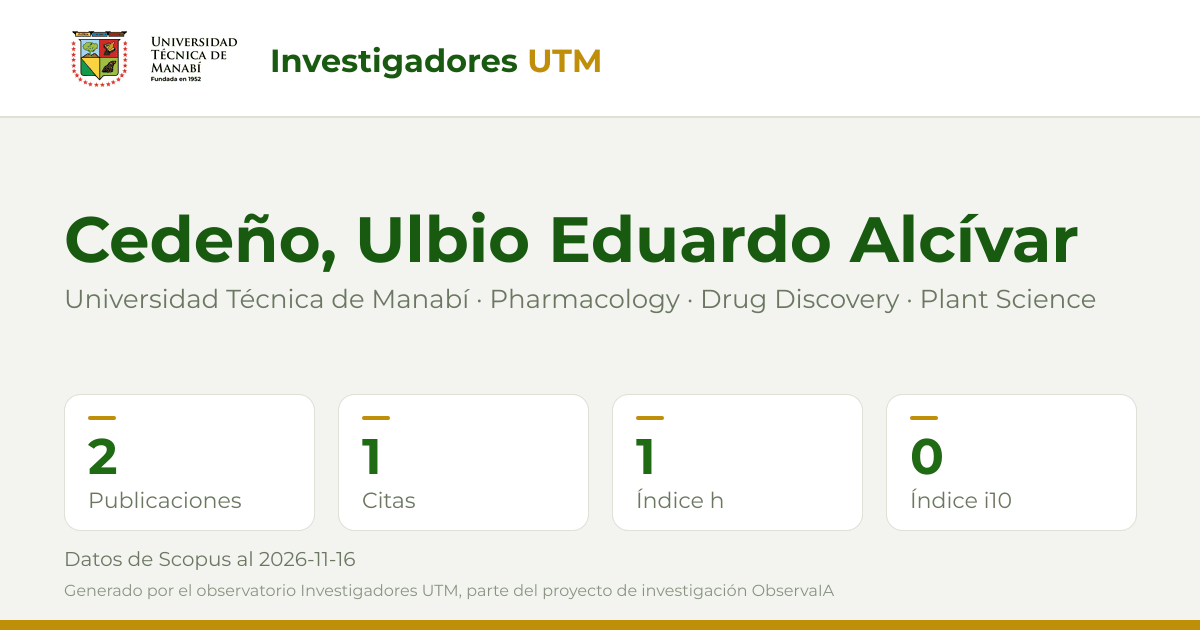 UNIVERSIDAD
TÉCNICA DE
MANABÍ
Fundada en 1952
Investigadores UTM
Cedeño, Ulbio Eduardo Alcívar
Universidad Técnica de Manabí · Pharmacology · Drug Discovery · Plant Science
2
Publicaciones
1
Citas
1
Índice h
0
Índice i10
Datos de Scopus al 2026-11-16
Generado por el observatorio Investigadores UTM, parte del proyecto de investigación ObservaIA